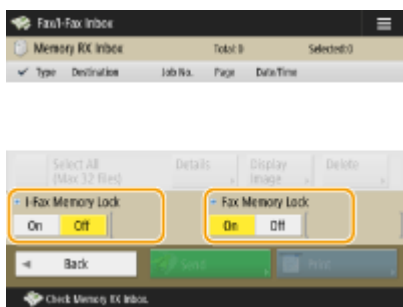 Fax/I-Fax Inbox
Memory RX Inbox Total: 0 Selected: 0
Type Destination Job No. Page Date/Time
Select All Details Display Delete
(Max 32 files) Image
I-Fax Memory Lock Fax Memory Lock
On Off On Off
Back Send Print
Check Memory RX Inbox.